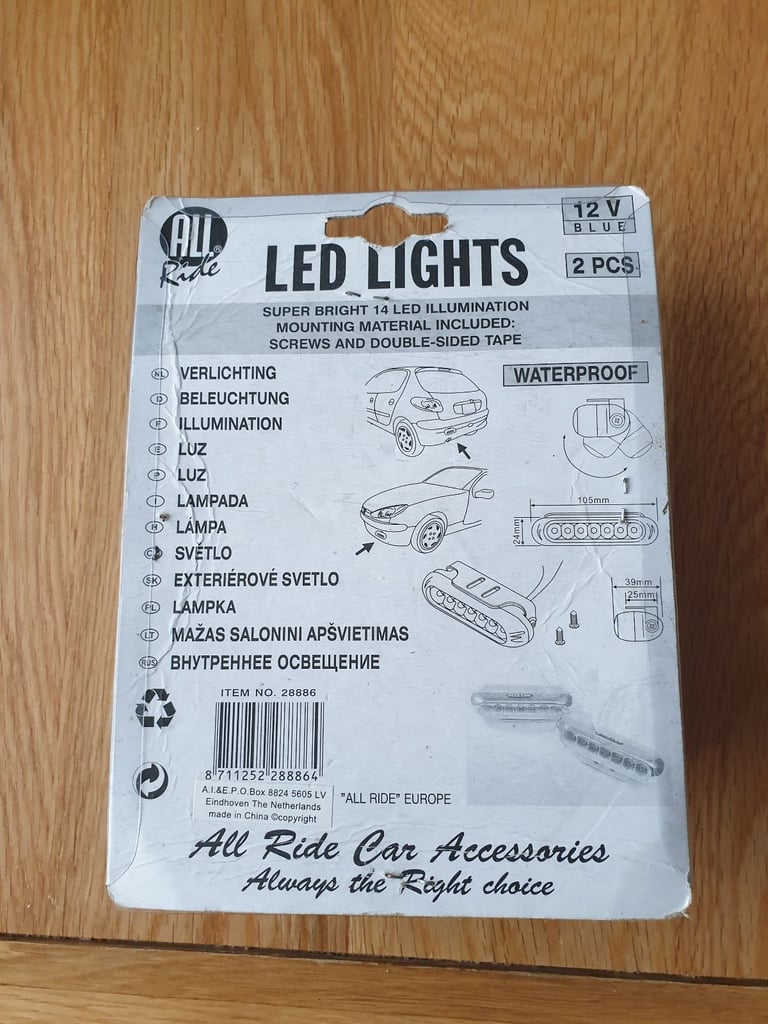 ALL®
Ride
LED LIGHTS
12 V
BLUE
2 PCS
SUPER BRIGHT 14 LED ILLUMINATION
MOUNTING MATERIAL INCLUDED:
SCREWS AND DOUBLE-SIDED TAPE
WATERPROOF
NL VERLICHTING
D BELEUCHTUNG
F ILLUMINATION
E LUZ
P LUZ
I LAMPADA
H LÁMPA
CZ SVĚTLO
SK EXTERIÉROVÉ SVETLO
PL LAMPKA
LT MAŽAS SALONINI APŠVIETIMAS
RUS ВНУТРЕННЕЕ ОСВЕЩЕНИЕ
105mm
24mm
39mm
25mm
ITEM NO. 28886
8 711252 288864
A.I.&E.P.O.Box 8824 5605 LV
Eindhoven The Netherlands
made in China ©copyright
"ALL RIDE" EUROPE
All Ride Car Accessories
Always the Right choice